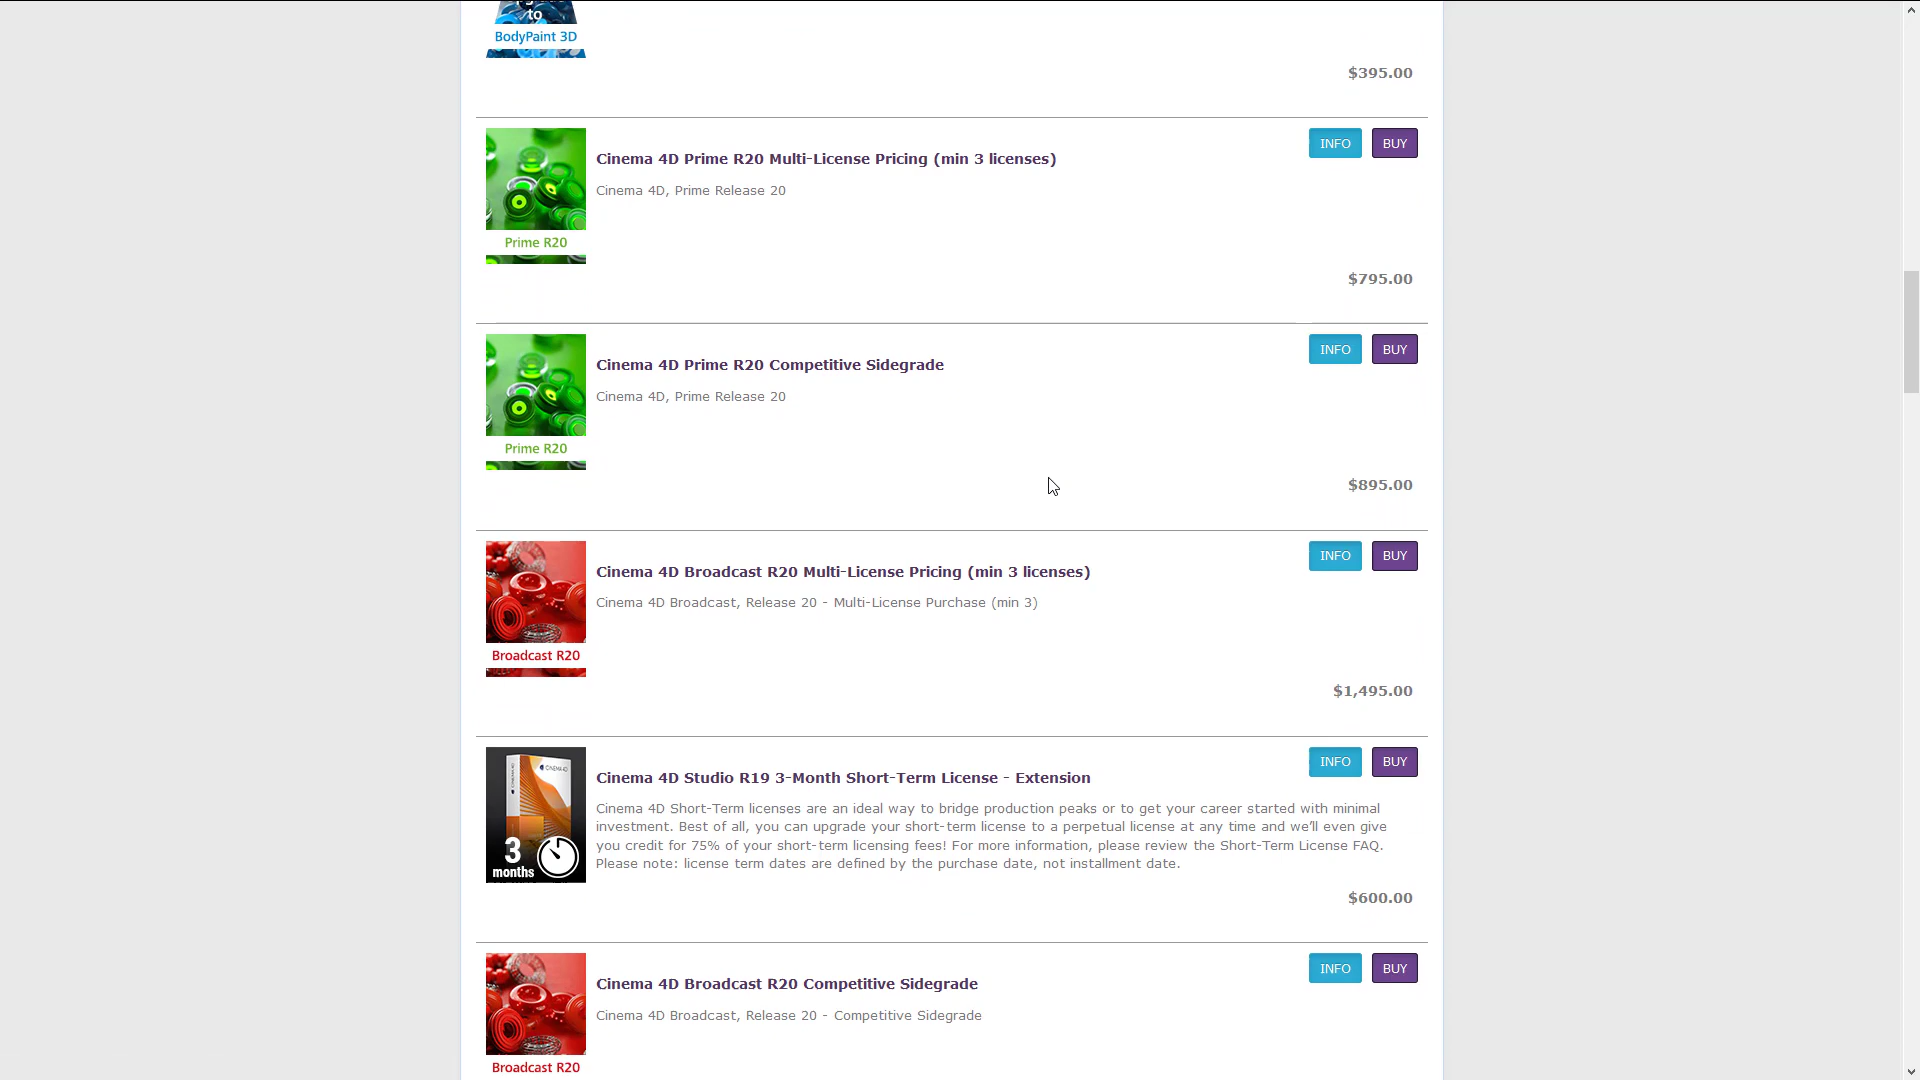 to
BodyPaint 3D
$395.00
INFO
BUY
Cinema 4D Prime R20 Multi-License Pricing (min 3 licenses)
Cinema 4D, Prime Release 20
Prime R20
$795.00
INFO
BUY
Cinema 4D Prime R20 Competitive Sidegrade
Cinema 4D, Prime Release 20
Prime R20
$895.00
INFO
BUY
Cinema 4D Broadcast R20 Multi-License Pricing (min 3 licenses)
Cinema 4D Broadcast, Release 20 - Multi-License Purchase (min 3)
Broadcast R20
$1,495.00
INFO
BUY
Cinema 4D Studio R19 3-Month Short-Term License - Extension
Cinema 4D Short-Term licenses are an ideal way to bridge production peaks or to get your career started with minimal
investment. Best of all, you can upgrade your short-term license to a perpetual license at any time and we’ll even give
you credit for 75% of your short-term licensing fees! For more information, please review the Short-Term License FAQ.
Please note: license term dates are defined by the purchase date, not installment date.
CINEMA 4D
3
months
$600.00
INFO
BUY
Cinema 4D Broadcast R20 Competitive Sidegrade
Cinema 4D Broadcast, Release 20 - Competitive Sidegrade
Broadcast R20